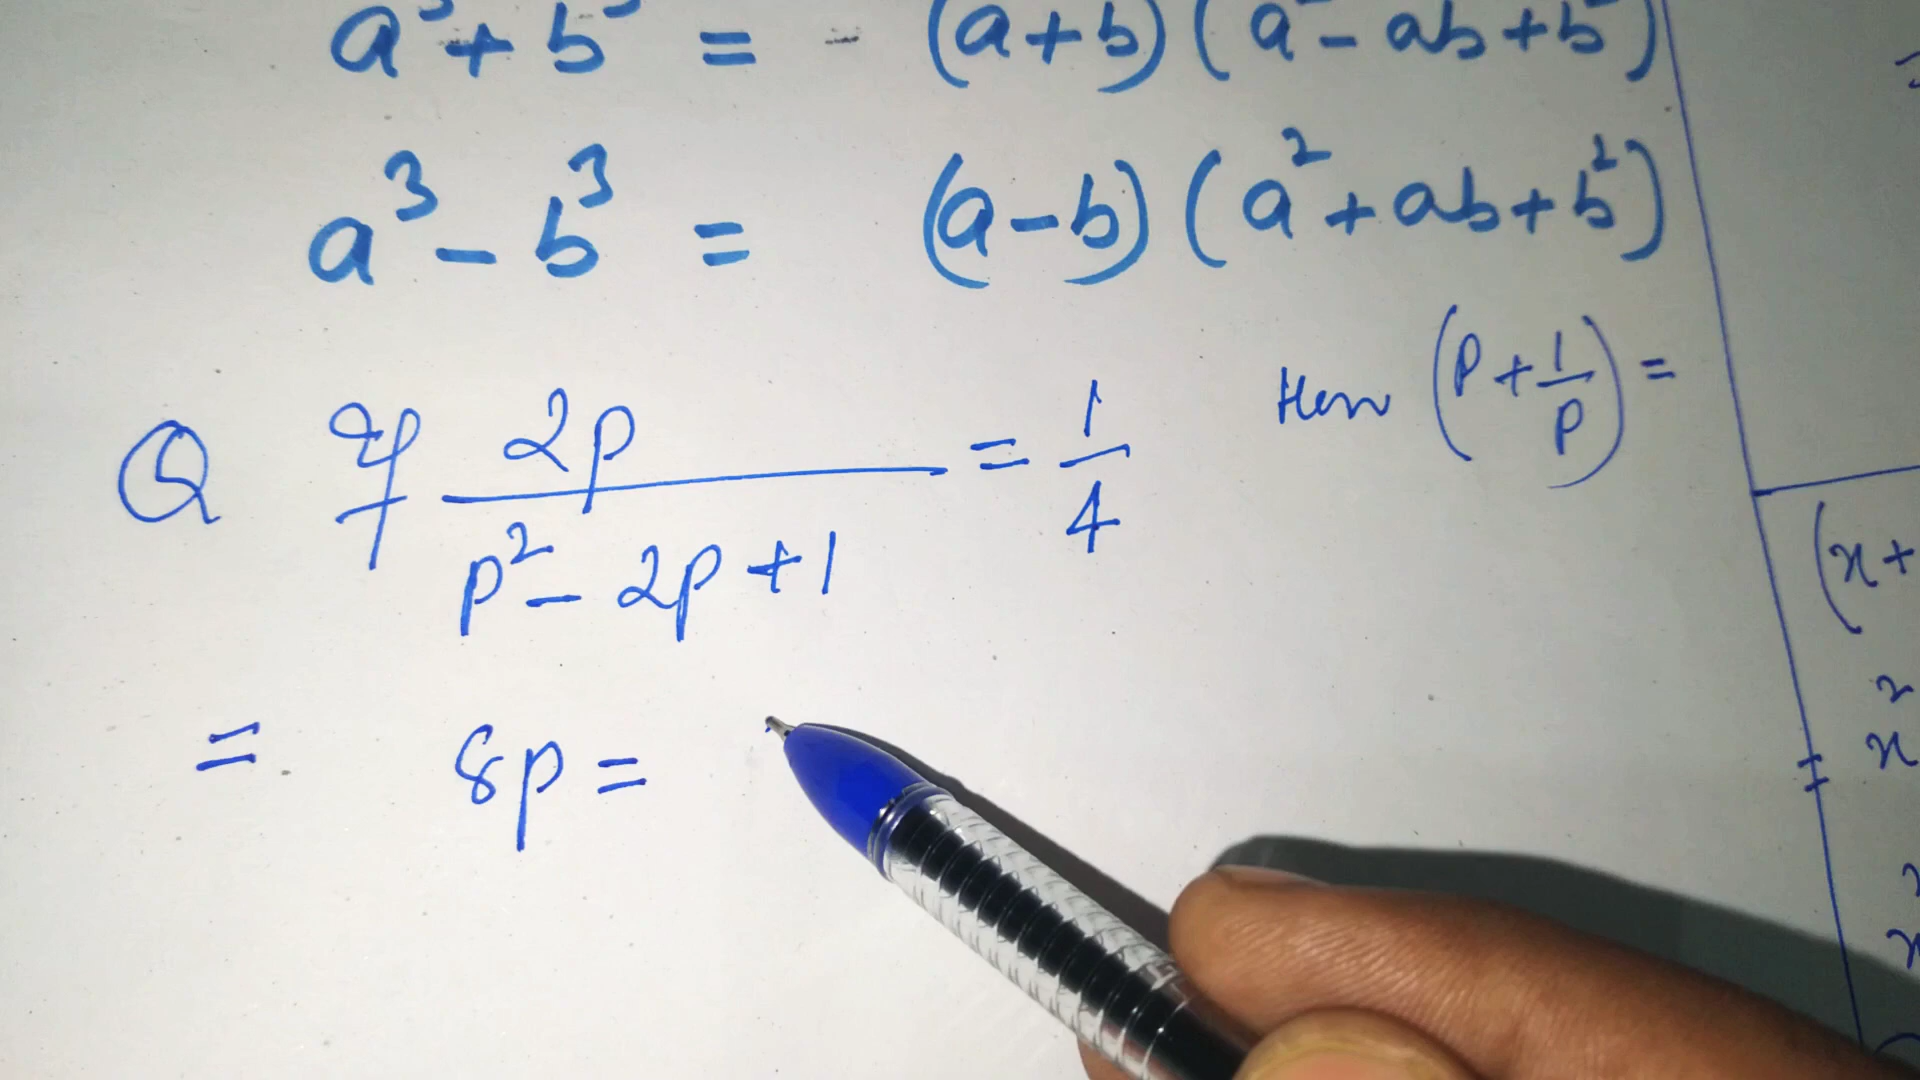 a³ + b³ = - (a+b) (a² - ab + b²)
a³ - b³ = (a-b) (a² + ab + b²)
Q If 2p / (p² - 2p + 1) = 1/4 (P + 1/P) =
= 8p =
(x+
x²
=